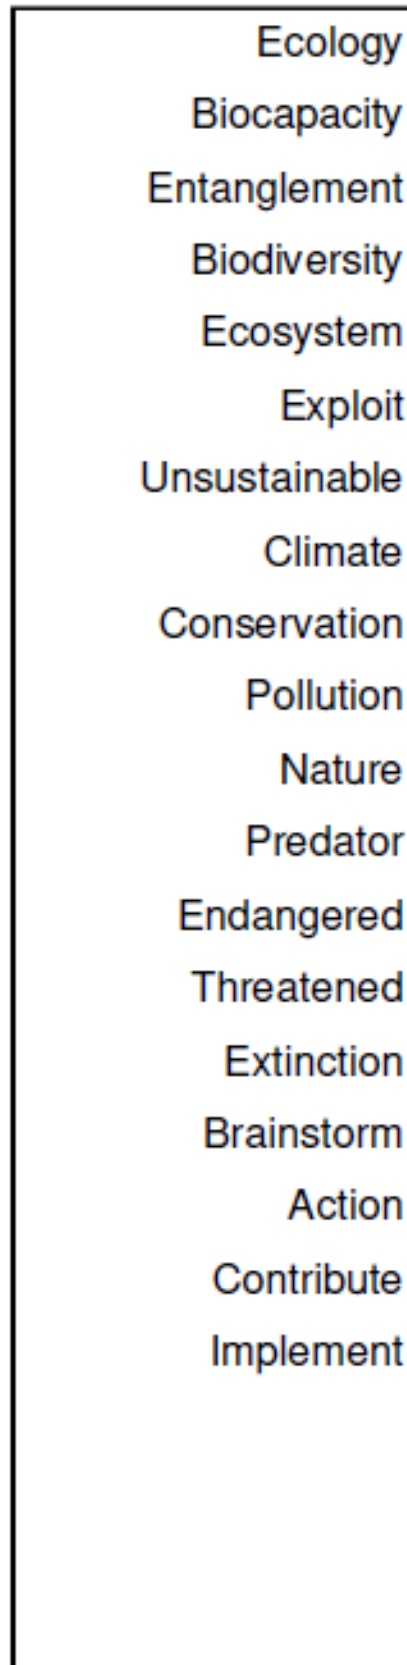 Ecology
Biocapacity
Entanglement
Biodiversity
Ecosystem
Exploit
Unsustainable
Climate
Conservation
Pollution
Nature
Predator
Endangered
Threatened
Extinction
Brainstorm
Action
Contribute
Implement